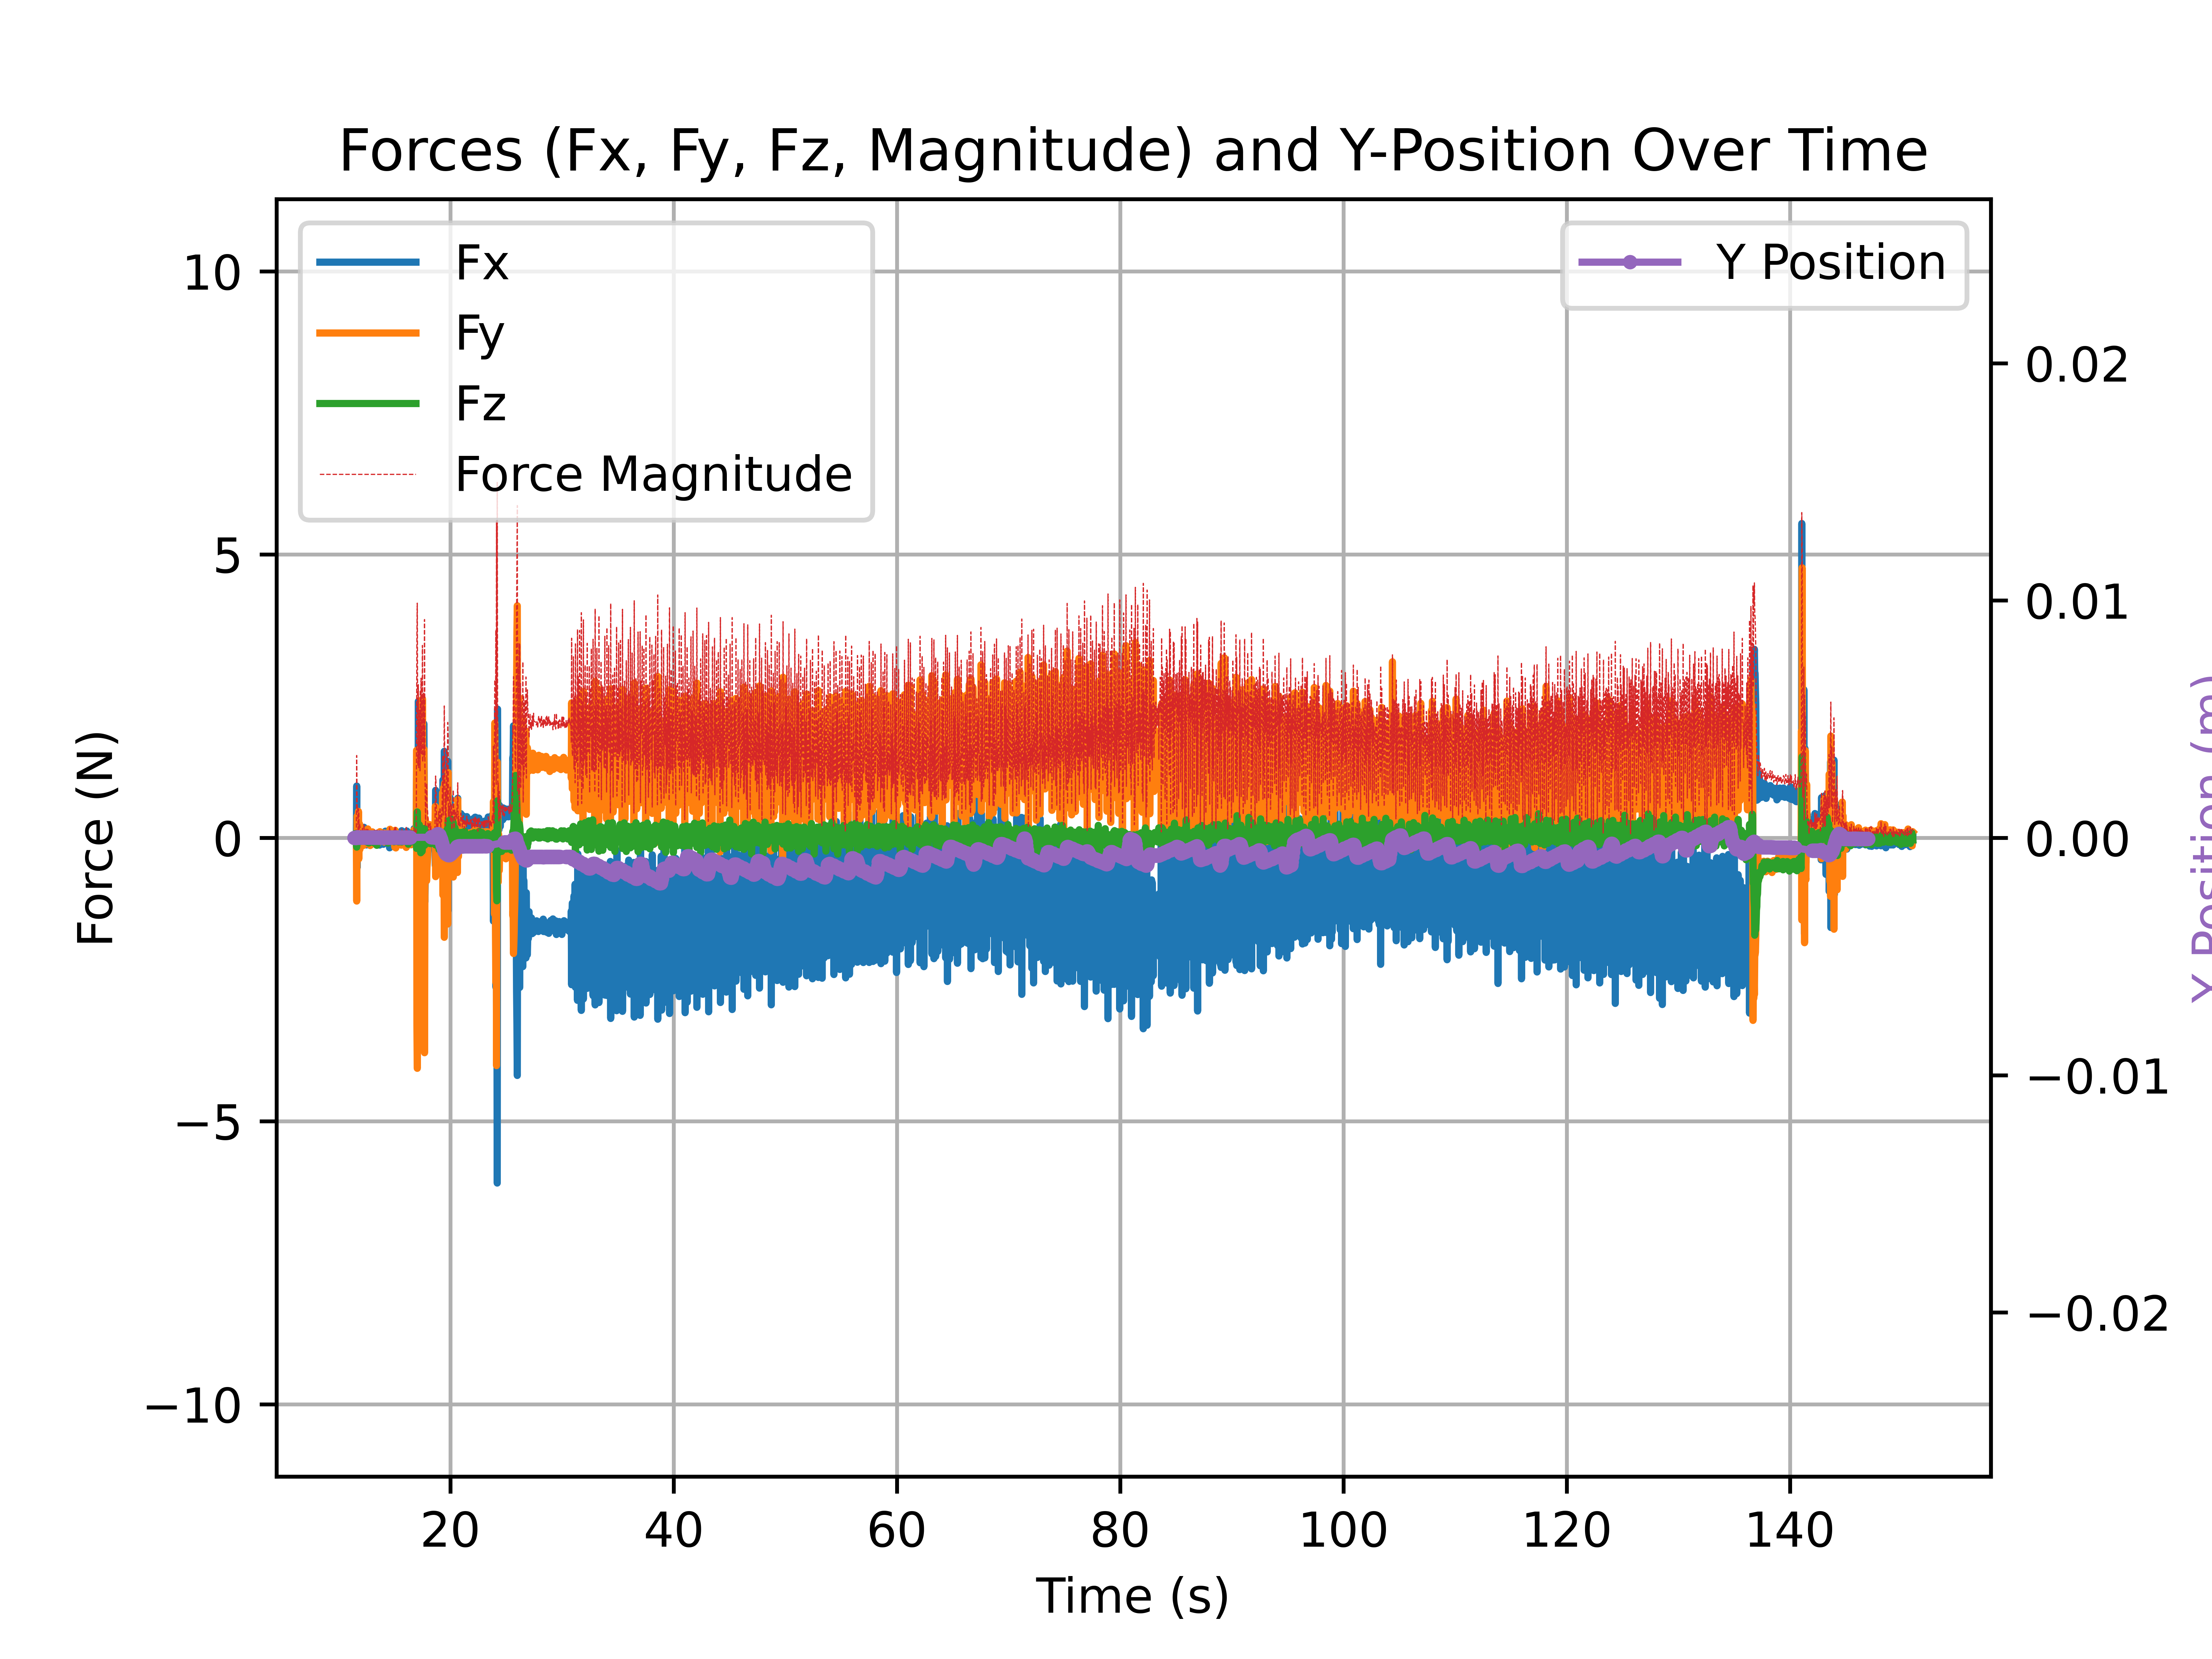 Forces (Fx, Fy, Fz, Magnitude) and Y-Position Over Time
Fx
Fy
Fz
Force Magnitude
Y Position
10
5
0
−5
−10
Force (N)
0.02
0.01
0.00
−0.01
−0.02
Y Position (m)
20 40 60 80 100 120 140
Time (s)